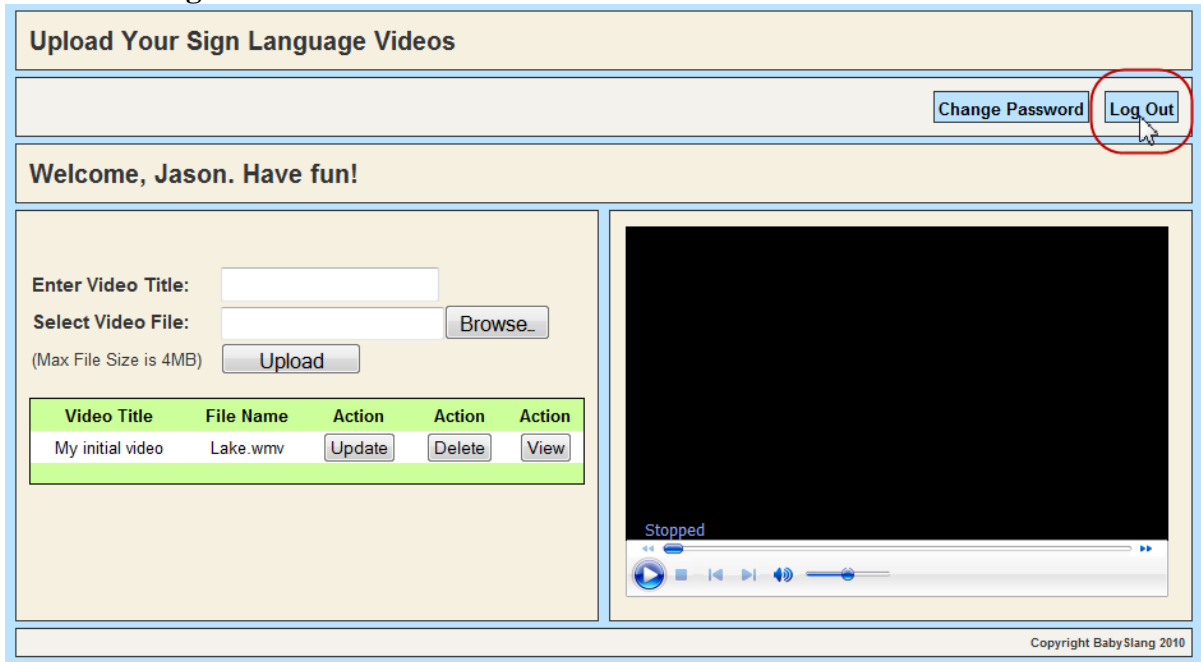 Upload Your Sign Language Videos
Change Password Log Out
Welcome, Jason. Have fun!
Enter Video Title:
Select Video File: Browse...
(Max File Size is 4MB) Upload
Video Title File Name Action Action Action
My initial video Lake.wmv Update Delete View
Stopped
Copyright BabySlang 2010